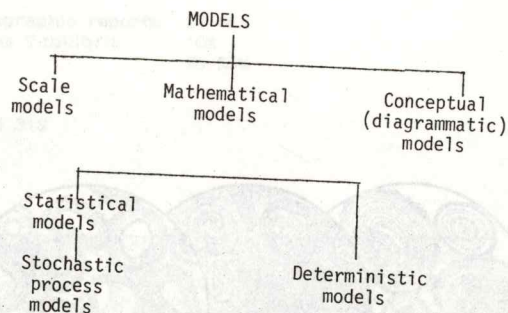 MODELS
Scale
models
Mathematical
models
Conceptual
(diagrammatic)
models
Statistical
models
Stochastic
process
models
Deterministic
models